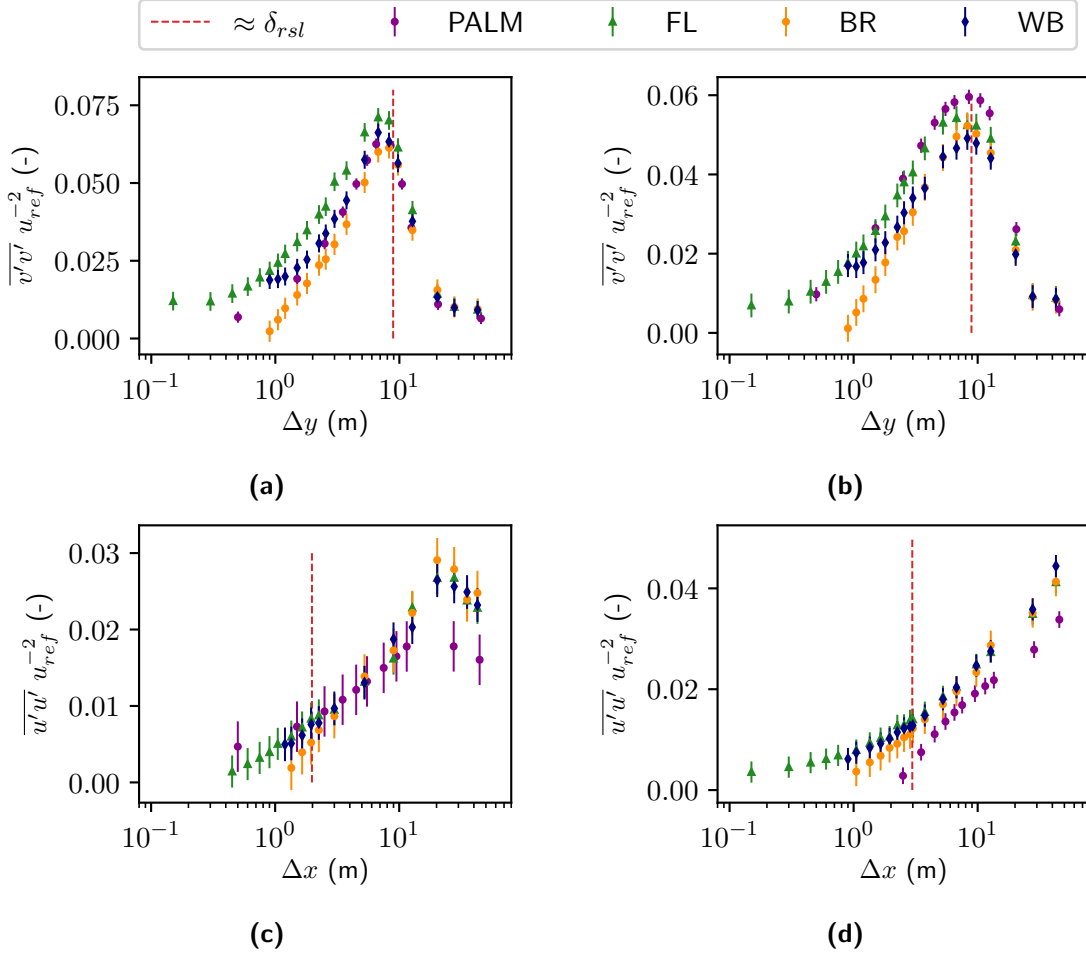 ≈ δ_{rsl} PALM FL BR WB
0.075
0.050
0.025
0.000
\overline{v'v'} u_{ref}^{-2} (-)
10^{-1} 10^{0} 10^{1}
Δy (m)
(a)
0.06
0.04
0.02
0.00
\overline{v'v'} u_{ref}^{-2} (-)
10^{-1} 10^{0} 10^{1}
Δy (m)
(b)
0.03
0.02
0.01
0.00
\overline{u'u'} u_{ref}^{-2} (-)
10^{-1} 10^{0} 10^{1}
Δx (m)
(c)
0.04
0.02
0.00
\overline{u'u'} u_{ref}^{-2} (-)
10^{-1} 10^{0} 10^{1}
Δx (m)
(d)